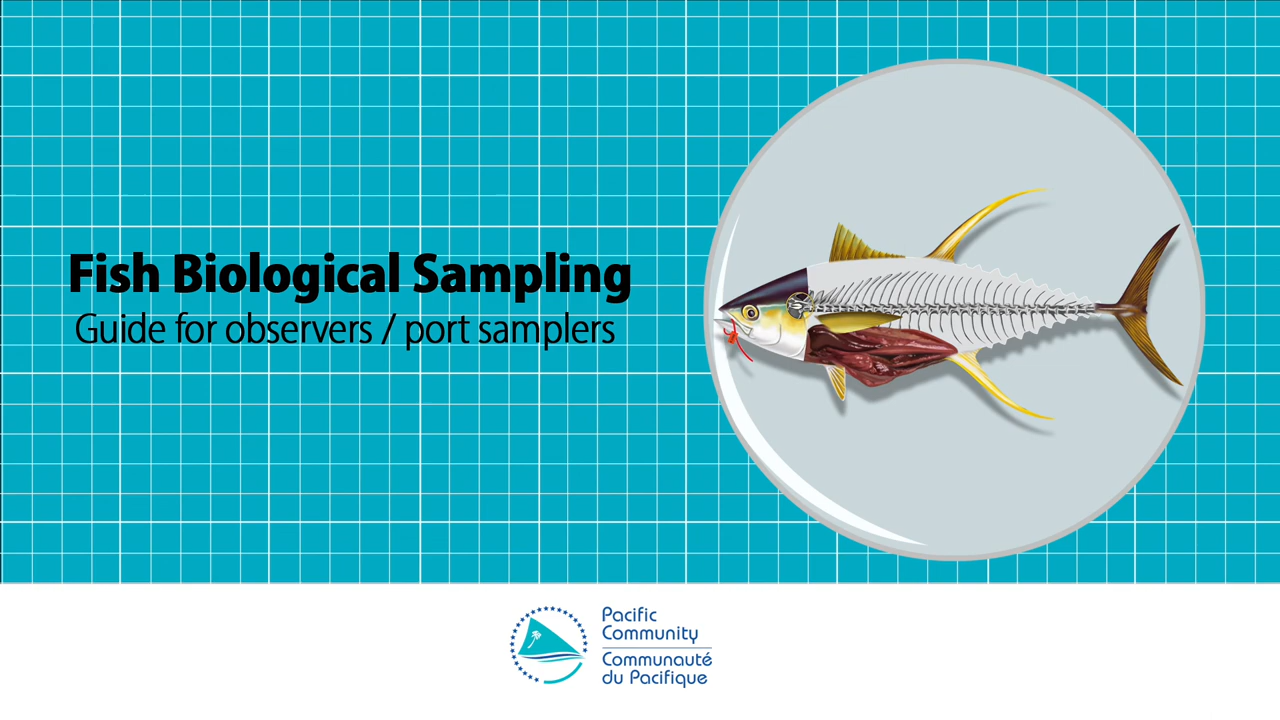 Fish Biological Sampling
Guide for observers / port samplers
Pacific
Community
Communauté
du Pacifique